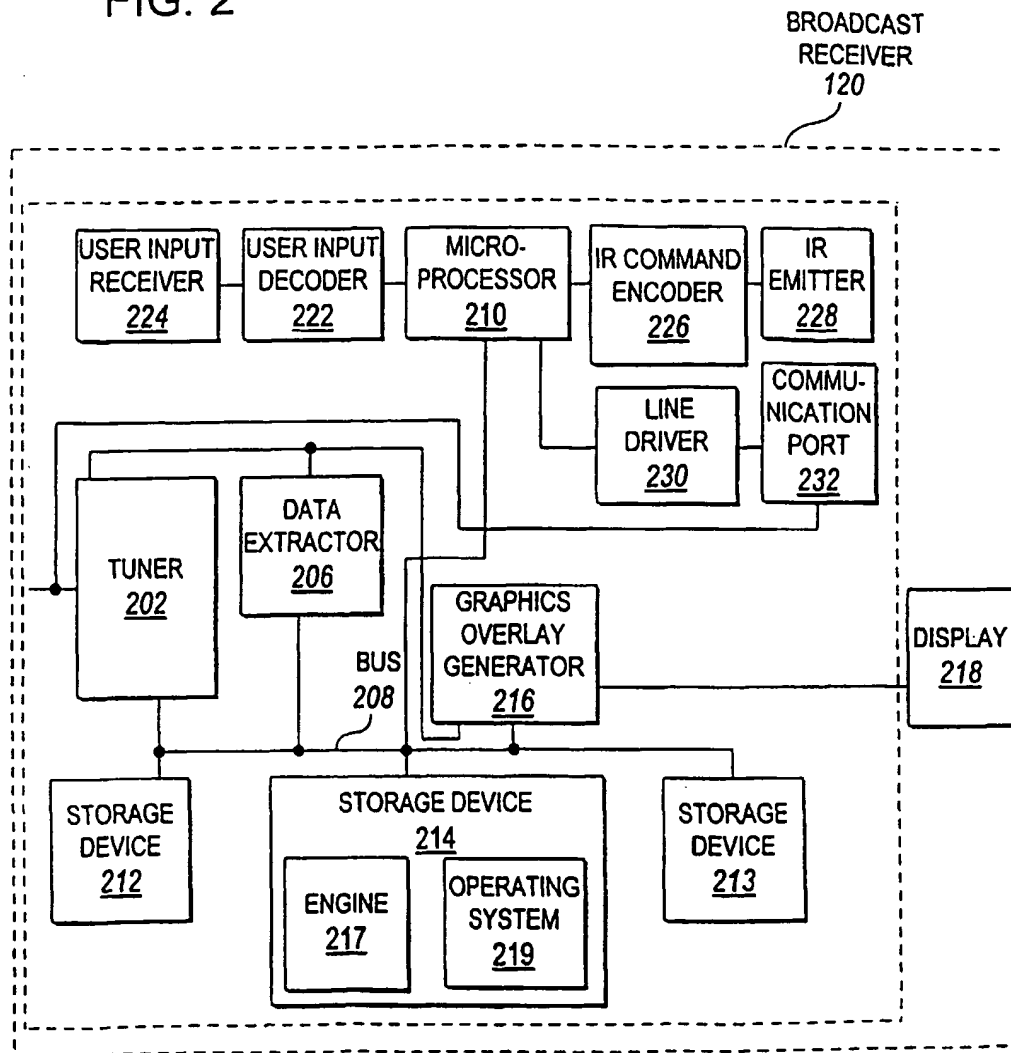 FIG. 2
BROADCAST
RECEIVER
120
USER INPUT
RECEIVER
224
USER INPUT
DECODER
222
MICRO-
PROCESSOR
210
IR COMMAND
ENCODER
226
IR
EMITTER
228
LINE
DRIVER
230
COMMU-
NICATION
PORT
232
TUNER
202
DATA
EXTRACTOR
206
GRAPHICS
OVERLAY
GENERATOR
216
DISPLAY
218
BUS
208
STORAGE
DEVICE
212
STORAGE DEVICE
214
ENGINE
217
OPERATING
SYSTEM
219
STORAGE
DEVICE
213